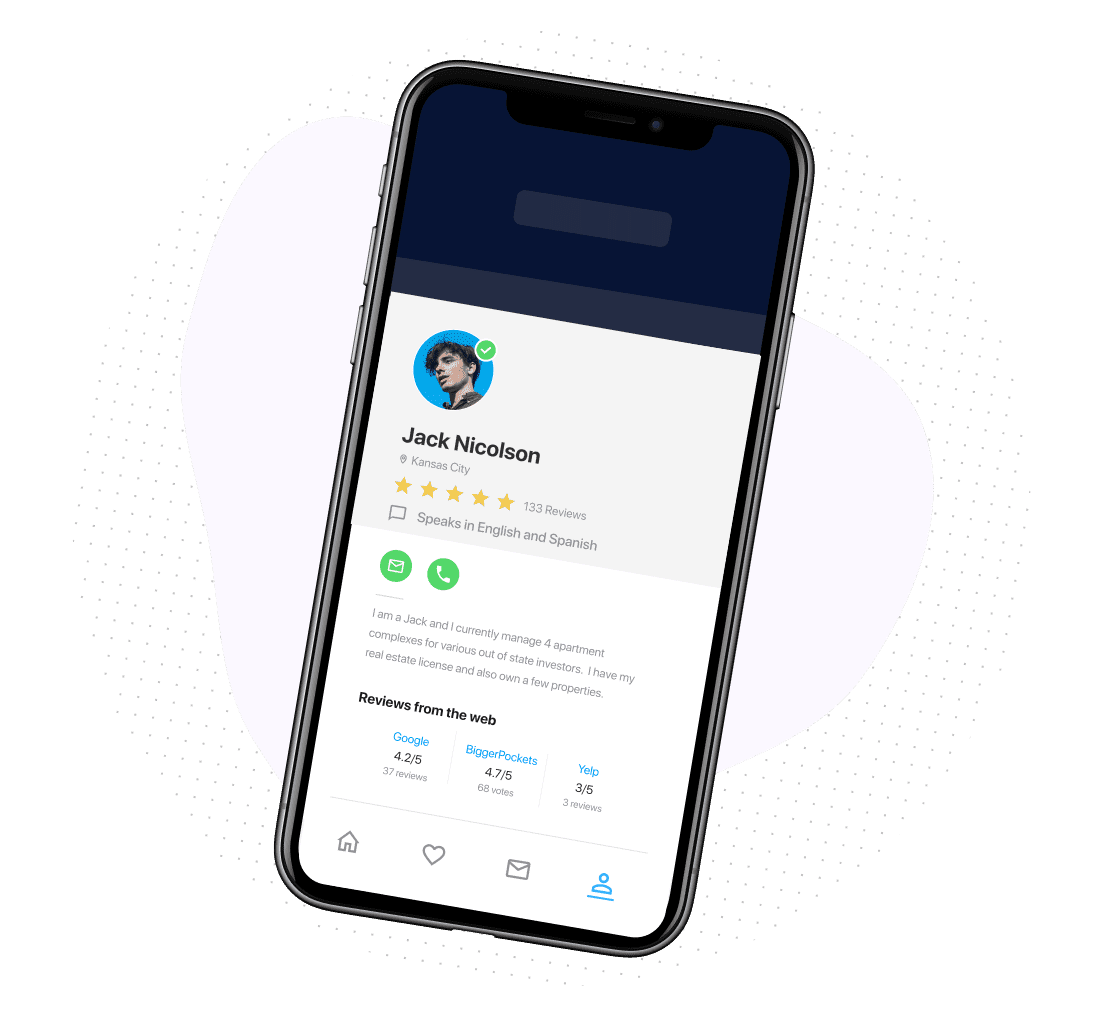 Jack Nicolson
Kansas City
133 Reviews
Speaks in English and Spanish
I am a Jack and I currently manage 4 apartment
complexes for various out of state investors. I have my
real estate license and also own a few properties.
Reviews from the web
Google
4.2/5
37 reviews
BiggerPockets
4.7/5
68 votes
Yelp
3/5
3 reviews